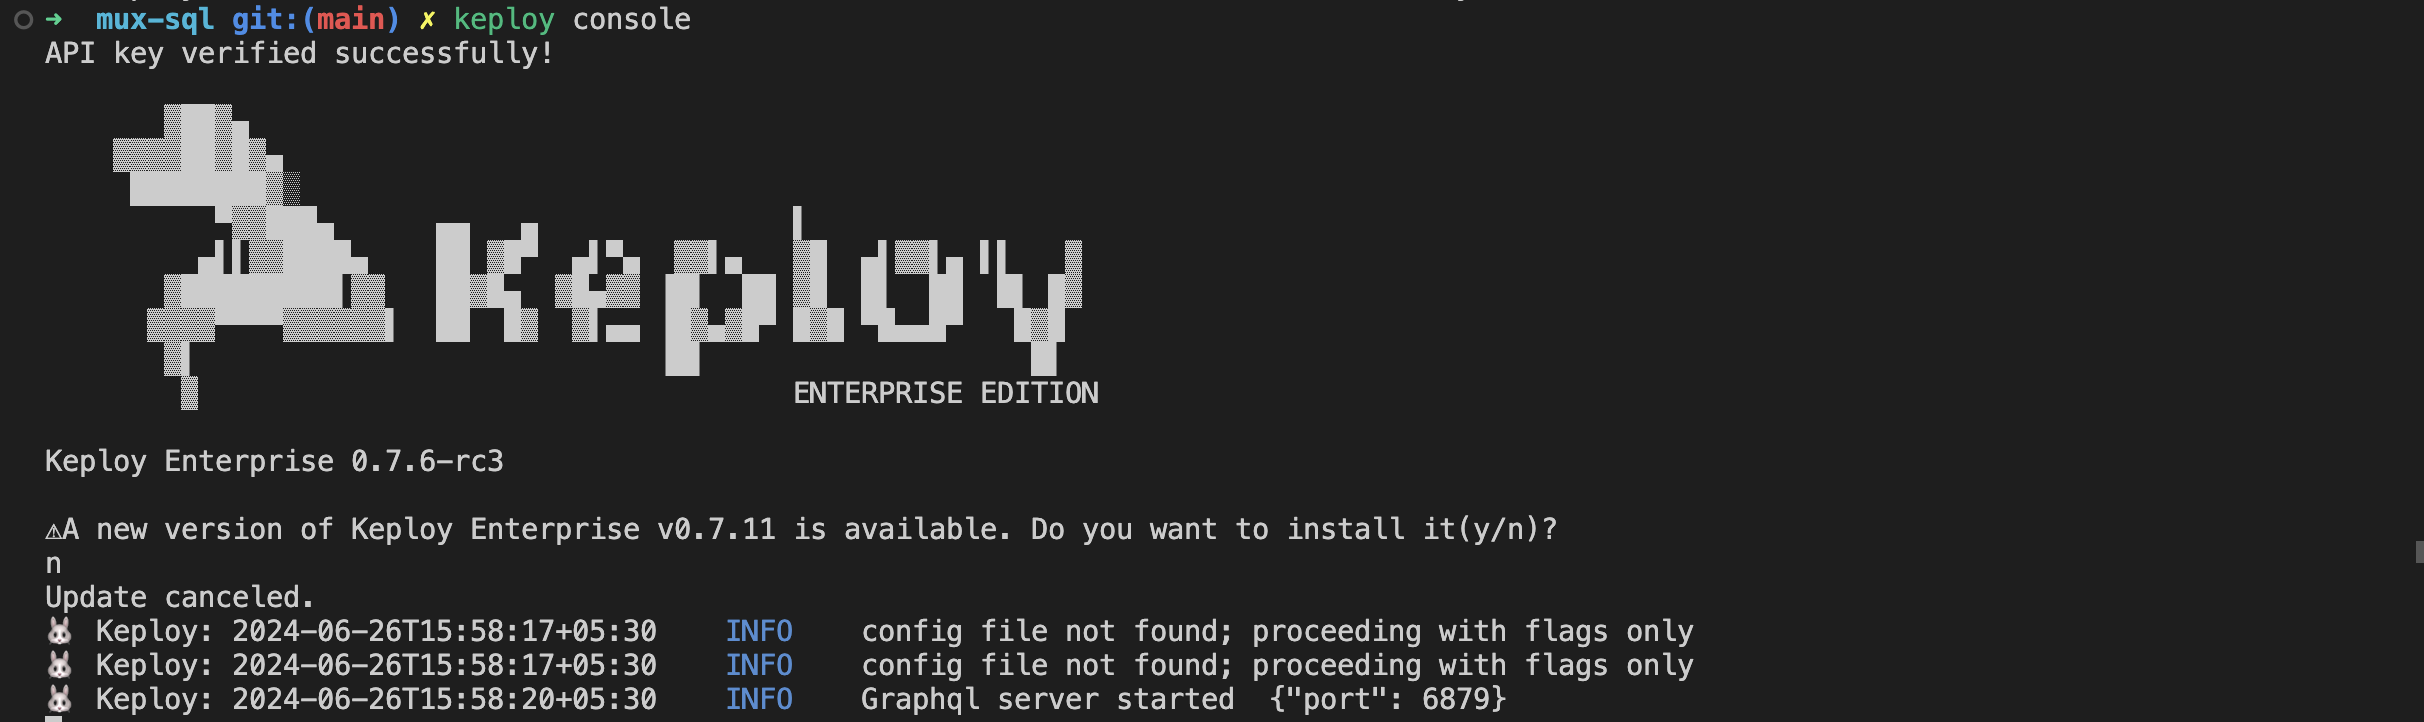 ➜ mux-sql git:(main) ✗ keploy console
API key verified successfully!
Keploy
ENTERPRISE EDITION
Keploy Enterprise 0.7.6-rc3
⚠A new version of Keploy Enterprise v0.7.11 is available. Do you want to install it(y/n)?
n
Update canceled.
🐰 Keploy: 2024-06-26T15:58:17+05:30 INFO config file not found; proceeding with flags only
🐰 Keploy: 2024-06-26T15:58:17+05:30 INFO config file not found; proceeding with flags only
🐰 Keploy: 2024-06-26T15:58:20+05:30 INFO Graphql server started {"port": 6879}